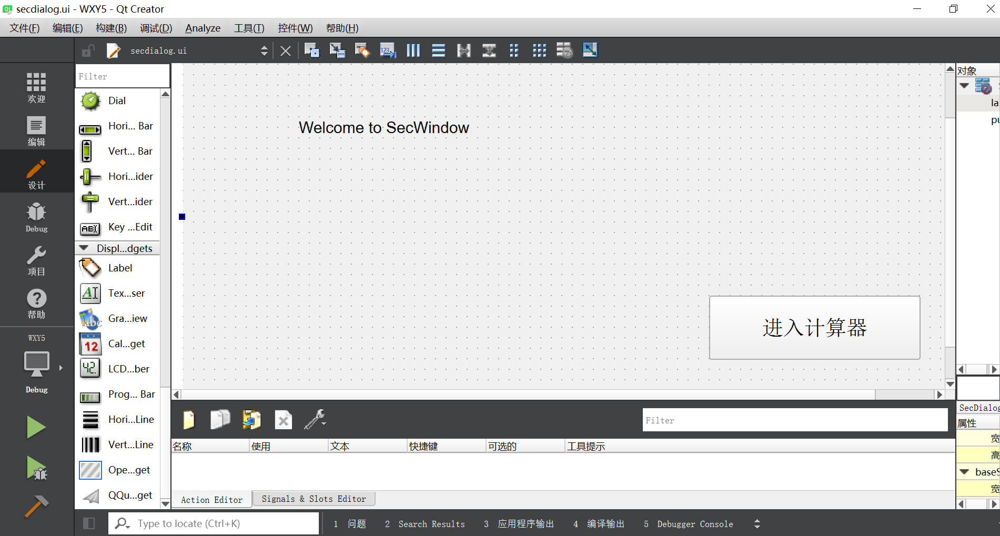 secdialog.ui - WXY5 - Qt Creator
文件(F) 编辑(E) 构建(B) 调试(D) Analyze 工具(T) 控件(W) 帮助(H)
secdialog.ui
欢迎
编辑
设计
Debug
项目
帮助
WXY5
Debug
Filter
Dial
Hori... Bar
Vert... Bar
Hori...ider
Vert...ider
Key ...Edit
Displ...dgets
Label
Tex...ser
Gra...iew
Cal...get
LCD...ber
Prog... Bar
Hori...Line
Vert...Line
Ope...get
QQu...get
Welcome to SecWindow
进入计算器
Filter
名称 使用 文本 快捷键 可选的 工具提示
Action Editor Signals & Slots Editor
对象
la
pu
SecDialog
属性
宽
高
baseS
宽
Type to locate (Ctrl+K) 1 问题 2 Search Results 3 应用程序输出 4 编译输出 5 Debugger Console